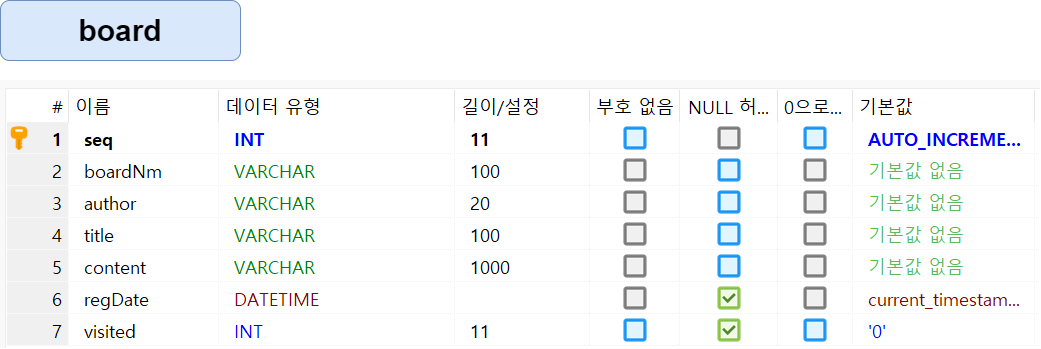 board
# 이름 데이터 유형 길이/설정 부호 없음 NULL 허... 0으로... 기본값
1 seq INT 11 AUTO_INCREME...
2 boardNm VARCHAR 100 기본값 없음
3 author VARCHAR 20 기본값 없음
4 title VARCHAR 100 기본값 없음
5 content VARCHAR 1000 기본값 없음
6 regDate DATETIME current_timestam...
7 visited INT 11 '0'